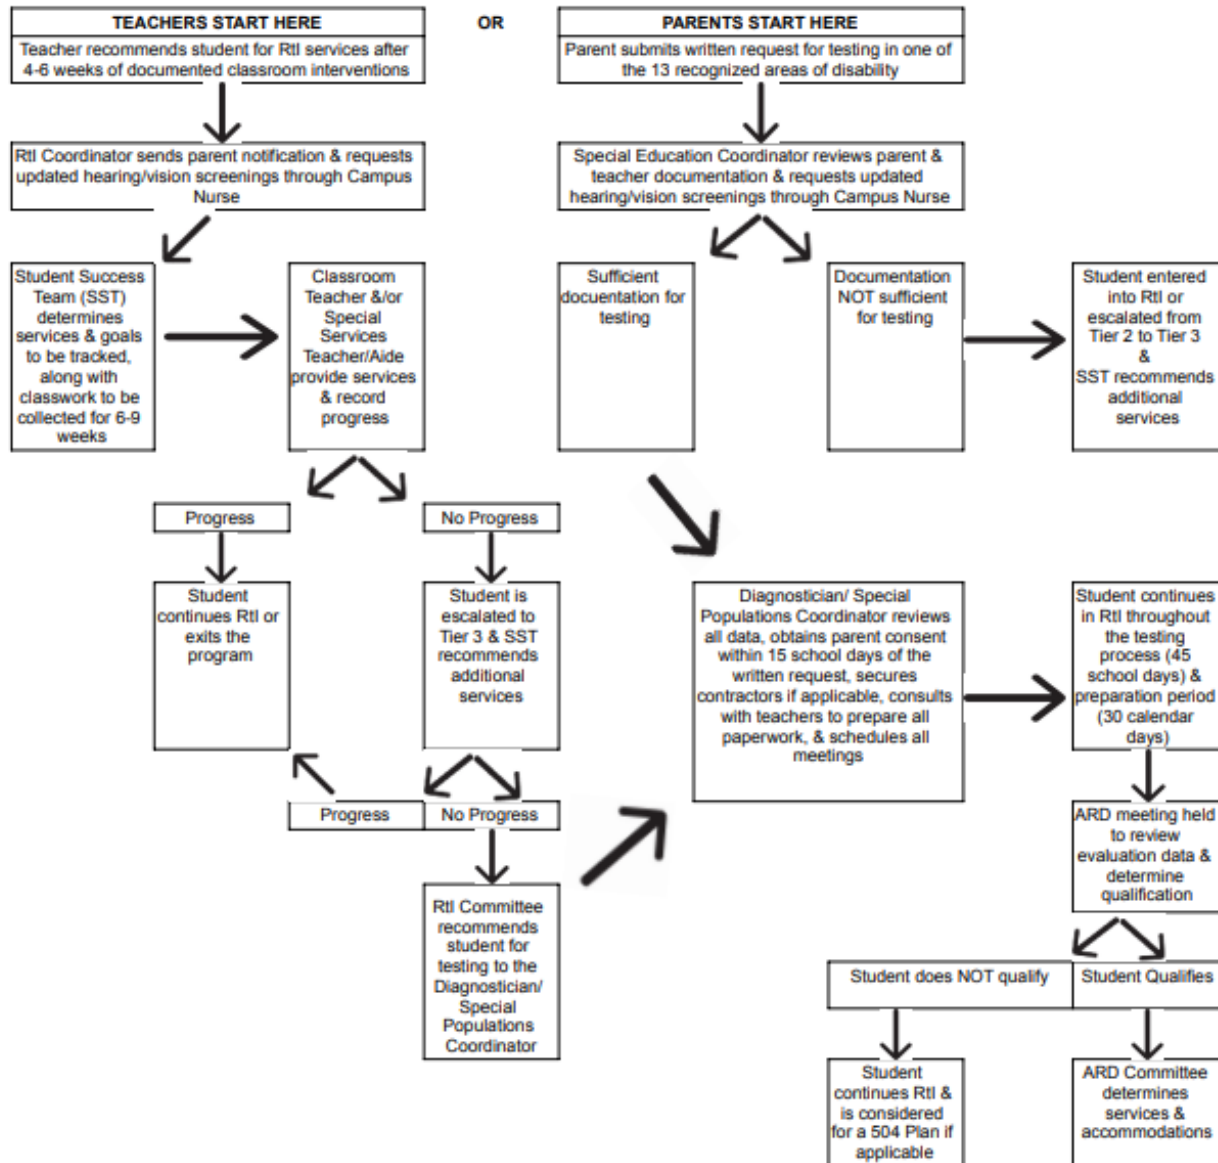 TEACHERS START HERE
OR
PARENTS START HERE
Teacher recommends student for RtI services after
4-6 weeks of documented classroom interventions
Parent submits written request for testing in one of
the 13 recognized areas of disability
RtI Coordinator sends parent notification & requests
updated hearing/vision screenings through Campus
Nurse
Special Education Coordinator reviews parent &
teacher documentation & requests updated
hearing/vision screenings through Campus Nurse
Student Success
Team (SST)
determines
services & goals
to be tracked,
along with
classwork to be
collected for 6-9
weeks
Classroom
Teacher &/or
Special
Services
Teacher/Aide
provide services
& record
progress
Sufficient
docuentation for
testing
Documentation
NOT sufficient
for testing
Student entered
into RtI or
escalated from
Tier 2 to Tier 3
&
SST recommends
additional
services
Progress
No Progress
Student
continues RtI or
exits the
program
Student is
escalated to
Tier 3 & SST
recommends
additional
services
Diagnostician/ Special
Populations Coordinator reviews
all data, obtains parent consent
within 15 school days of the
written request, secures
contractors if applicable, consults
with teachers to prepare all
paperwork, & schedules all
meetings
Student continues
in RtI throughout
the testing
process (45
school days) &
preparation period
(30 calendar
days)
Progress
No Progress
ARD meeting held
to review
evaluation data &
determine
qualification
RtI Committee
recommends
student for
testing to the
Diagnostician/
Special
Populations
Coordinator
Student does NOT qualify
Student Qualifies
Student
continues RtI &
is considered
for a 504 Plan if
applicable
ARD Committee
determines
services &
accommodations